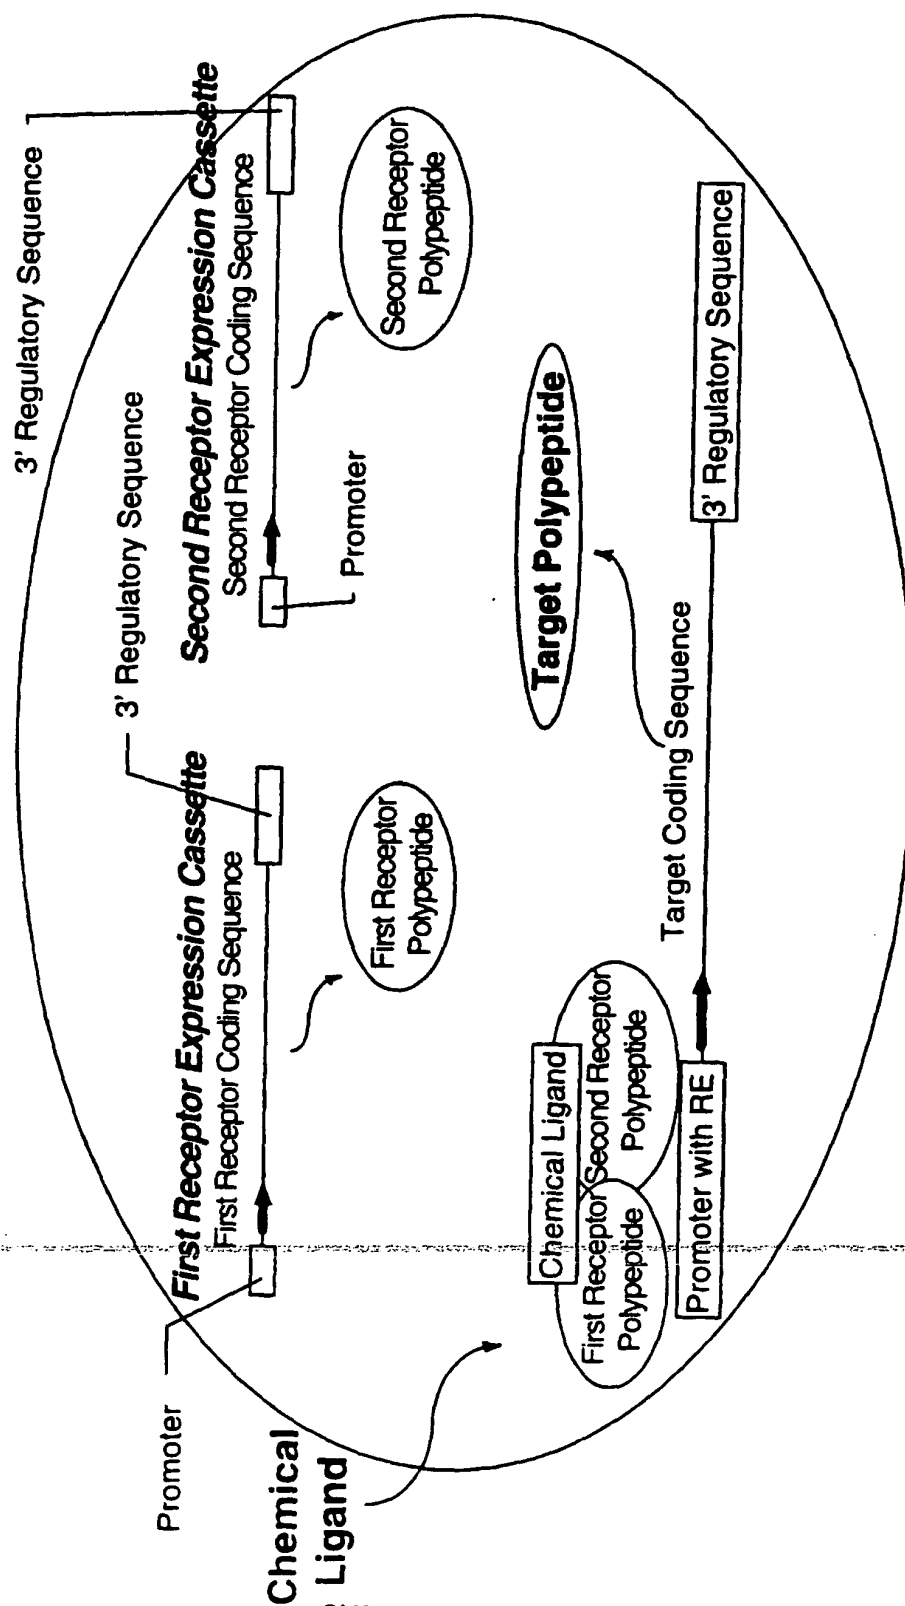 3' Regulatory Sequence
3' Regulatory Sequence
First Receptor Expression Cassette
First Receptor Coding Sequence
Second Receptor Expression Cassette
Second Receptor Coding Sequence
Promoter
Promoter
First Receptor
Polypeptide
Second Receptor
Polypeptide
Chemical
Ligand
Chemical Ligand
First Receptor
Polypeptide
Second Receptor
Polypeptide
Promoter with RE
Target Polypeptide
Target Coding Sequence
3' Regulatory Sequence